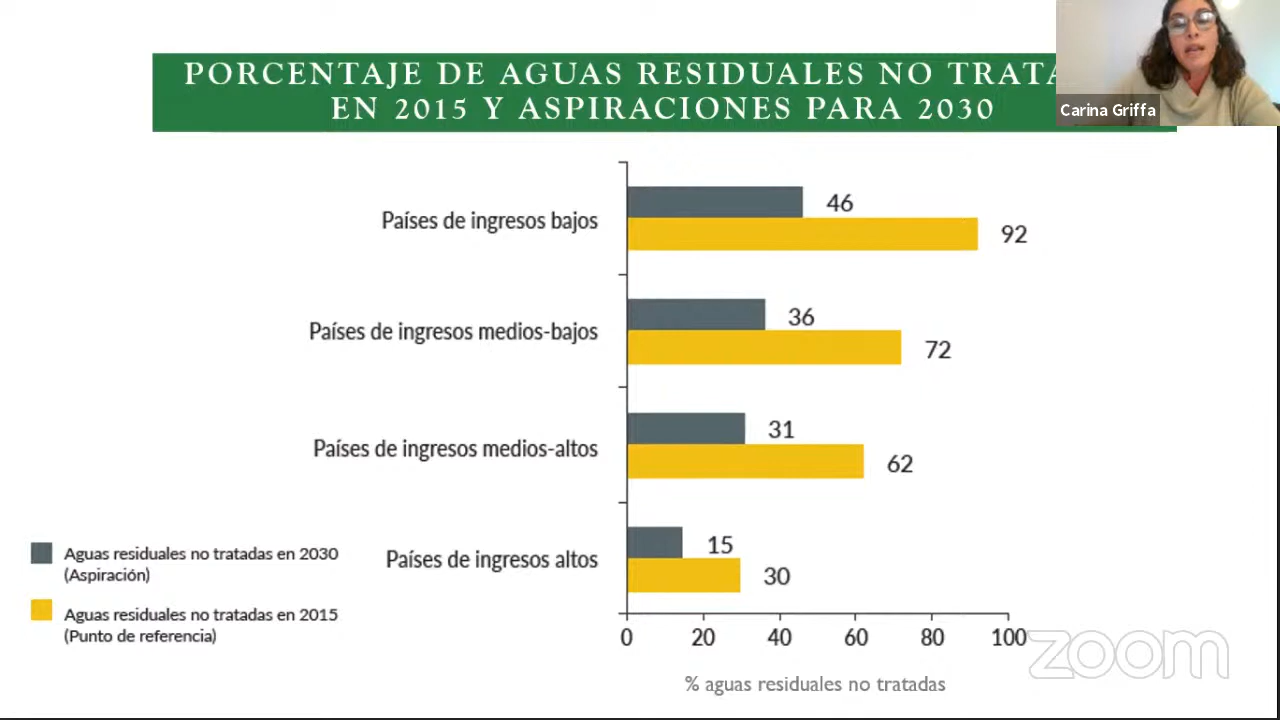 PORCENTAJE DE AGUAS RESIDUALES NO
EN 2015 Y ASPIRACIONES PARA 2030
Carina Griffa
Países de ingresos bajos
46
92
Países de ingresos medios-bajos
36
72
Países de ingresos medios-altos
31
62
Países de ingresos altos
15
30
Aguas residuales no tratadas en 2030
(Aspiración)
Aguas residuales no tratadas en 2015
(Punto de referencia)
0 20 40 60 80 100
% aguas residuales no tratadas
zoom